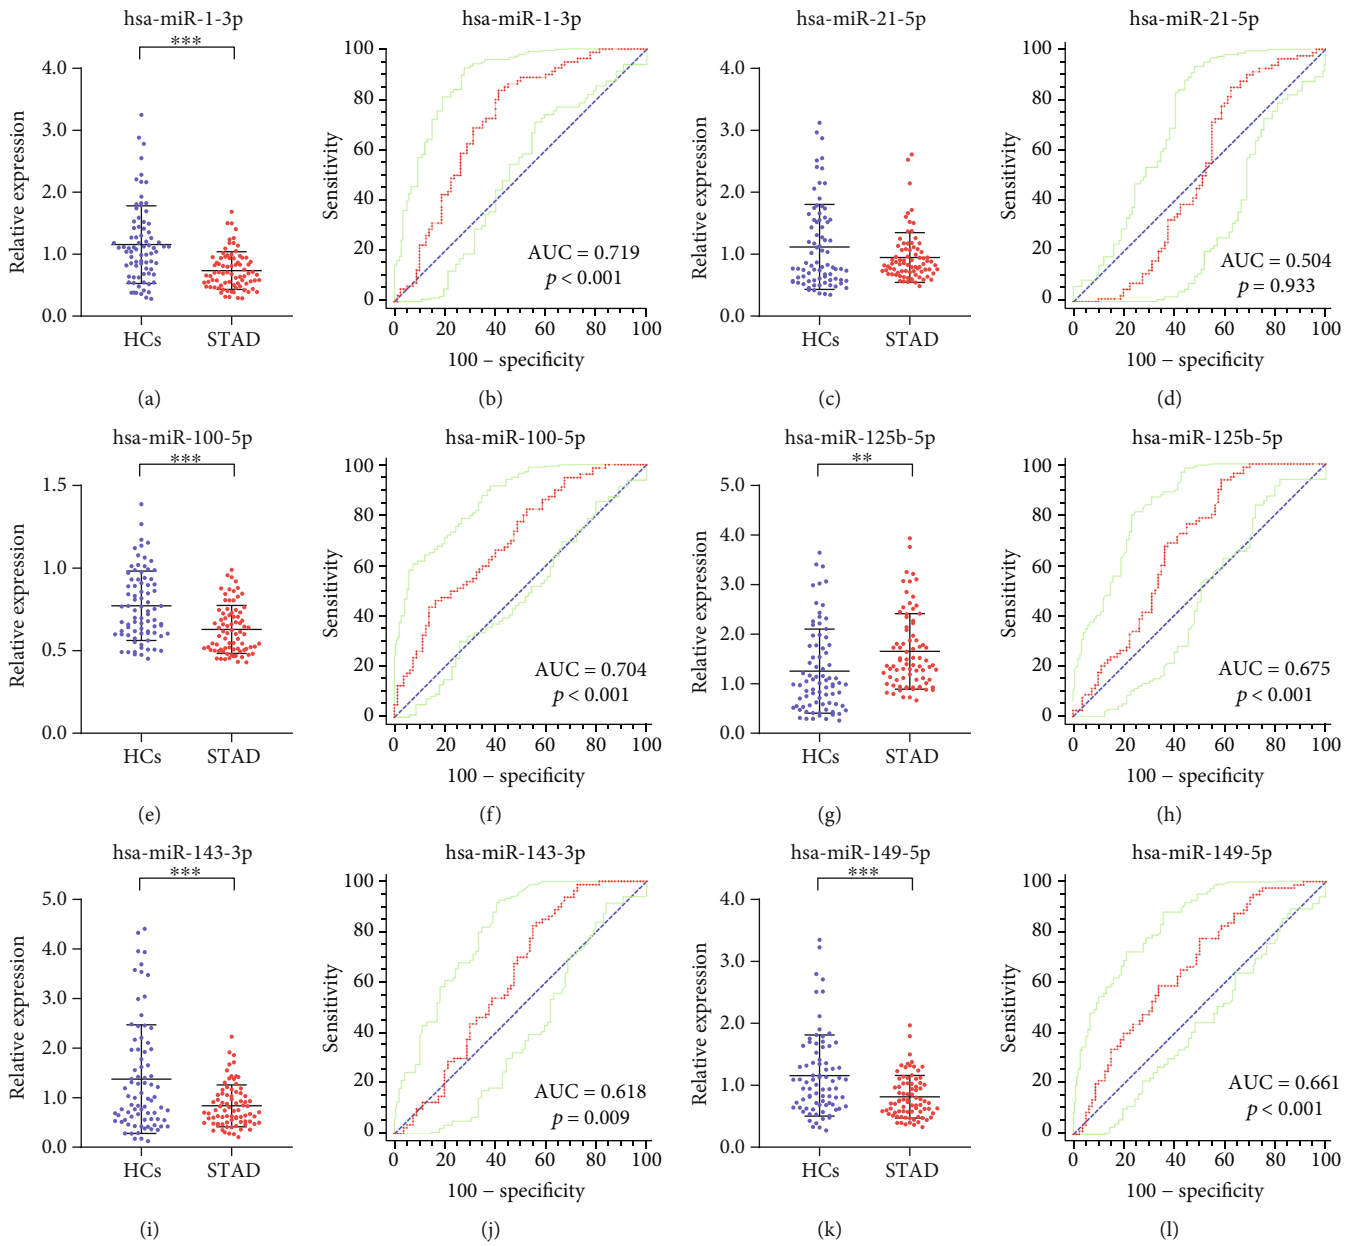 hsa-miR-1-3p
***
Relative expression
4.0
3.0
2.0
1.0
0.0
HCs STAD
(a)
hsa-miR-1-3p
Sensitivity
100
80
60
40
20
0
AUC = 0.719
p < 0.001
0 20 40 60 80 100
100 − specificity
(b)
hsa-miR-21-5p
Relative expression
4.0
3.0
2.0
1.0
0.0
HCs STAD
(c)
hsa-miR-21-5p
Sensitivity
100
80
60
40
20
0
AUC = 0.504
p = 0.933
0 20 40 60 80 100
100 − specificity
(d)
hsa-miR-100-5p
***
Relative expression
1.5
1.0
0.5
0.0
HCs STAD
(e)
hsa-miR-100-5p
Sensitivity
100
80
60
40
20
0
AUC = 0.704
p < 0.001
0 20 40 60 80 100
100 − specificity
(f)
hsa-miR-125b-5p
**
Relative expression
5.0
4.0
3.0
2.0
1.0
0.0
HCs STAD
(g)
hsa-miR-125b-5p
Sensitivity
100
80
60
40
20
0
AUC = 0.675
p < 0.001
0 20 40 60 80 100
100 − specificity
(h)
hsa-miR-143-3p
***
Relative expression
5.0
4.0
3.0
2.0
1.0
0.0
HCs STAD
(i)
hsa-miR-143-3p
Sensitivity
100
80
60
40
20
0
AUC = 0.618
p = 0.009
0 20 40 60 80 100
100 − specificity
(j)
hsa-miR-149-5p
***
Relative expression
4.0
3.0
2.0
1.0
0.0
HCs STAD
(k)
hsa-miR-149-5p
Sensitivity
100
80
60
40
20
0
AUC = 0.661
p < 0.001
0 20 40 60 80 100
100 − specificity
(l)